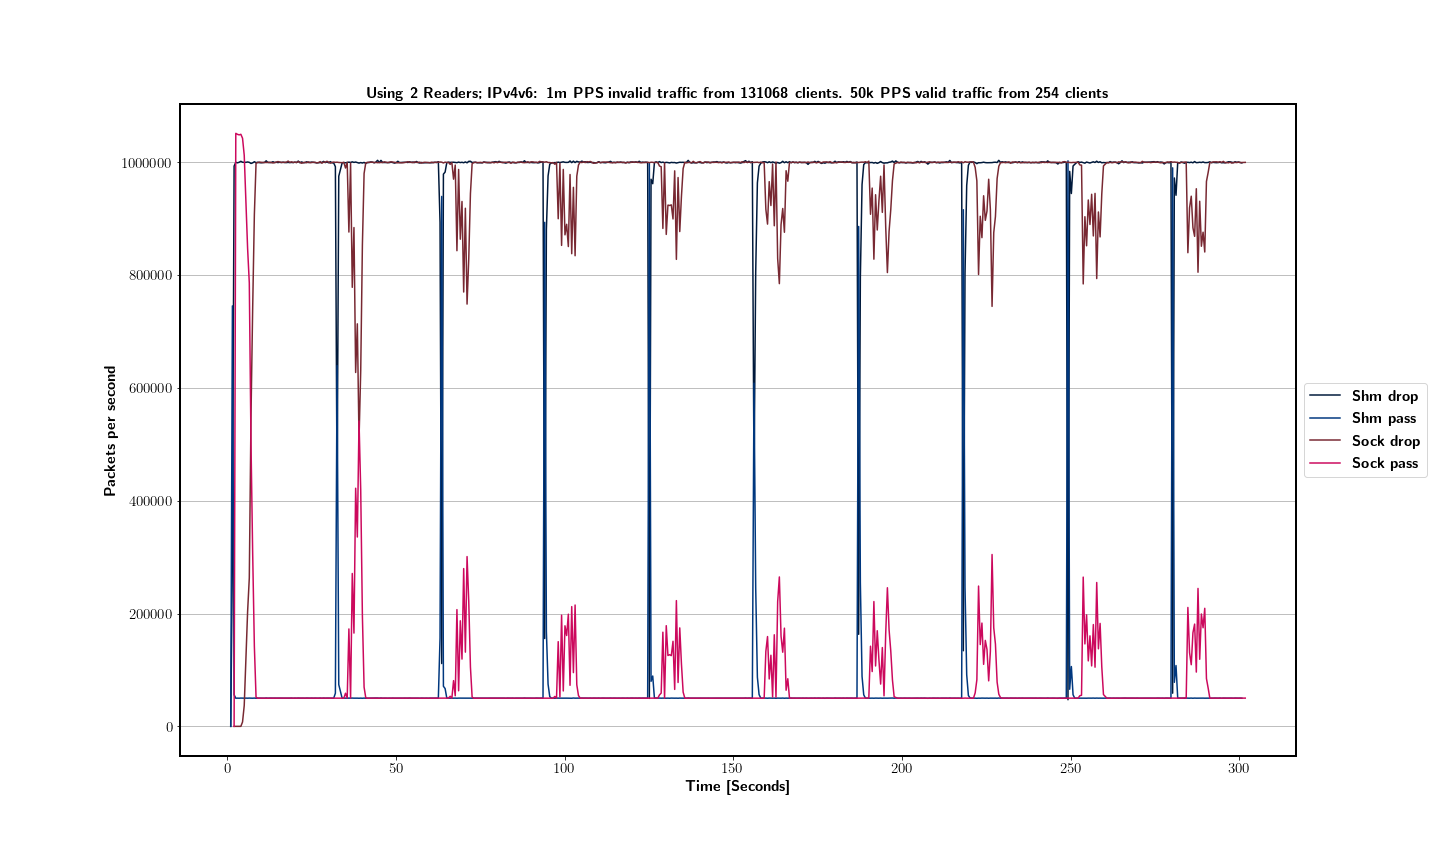 Using 2 Readers; IPv4v6: 1m PPS invalid traffic from 131068 clients. 50k PPS valid traffic from 254 clients
Packets per second
1000000
800000
600000
400000
200000
0
0 50 100 150 200 250 300
Time [Seconds]
Shm drop
Shm pass
Sock drop
Sock pass